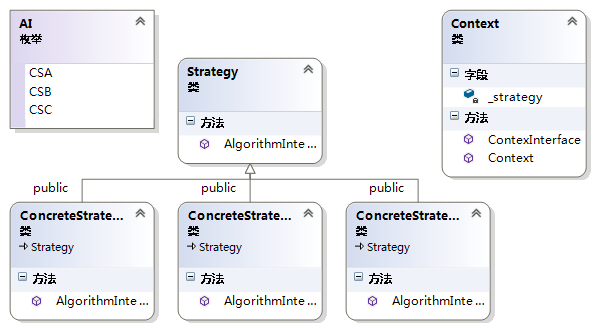 AI
枚举
CSA
CSB
CSC
Strategy
类
方法
AlgorithmInte ...
Context
类
字段
_strategy
方法
ContexInterface
Context
public
public
public
ConcreteStrate...
类
Strategy
方法
AlgorithmInte ...
ConcreteStrate...
类
Strategy
方法
AlgorithmInte ...
ConcreteStrate...
类
Strategy
方法
AlgorithmInte ...